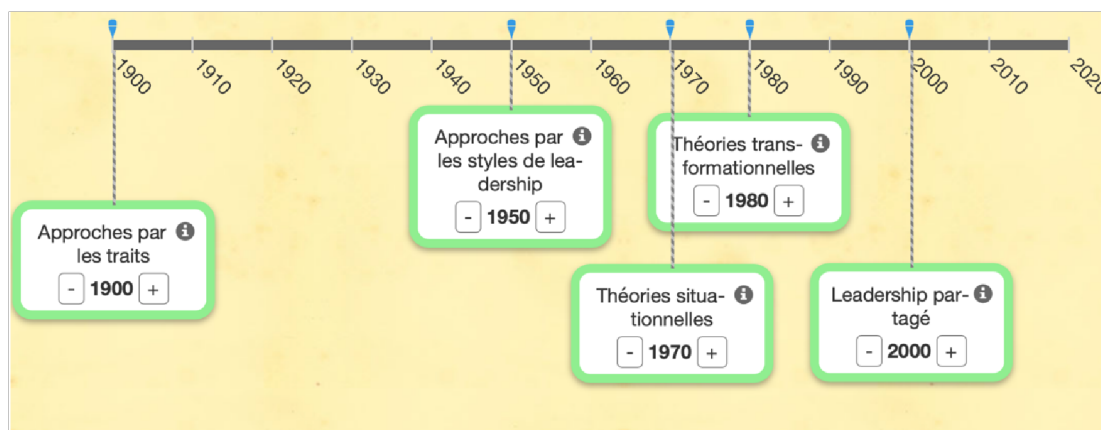 1900
1910
1920
1930
1940
1950
1960
1970
1980
1990
2000
2010
2020
Approches par
les styles de lea-
dership
- 1950 +
Théories trans-
formationnelles
- 1980 +
Approches par
les traits
- 1900 +
Théories situa-
tionnelles
- 1970 +
Leadership par-
tagé
- 2000 +